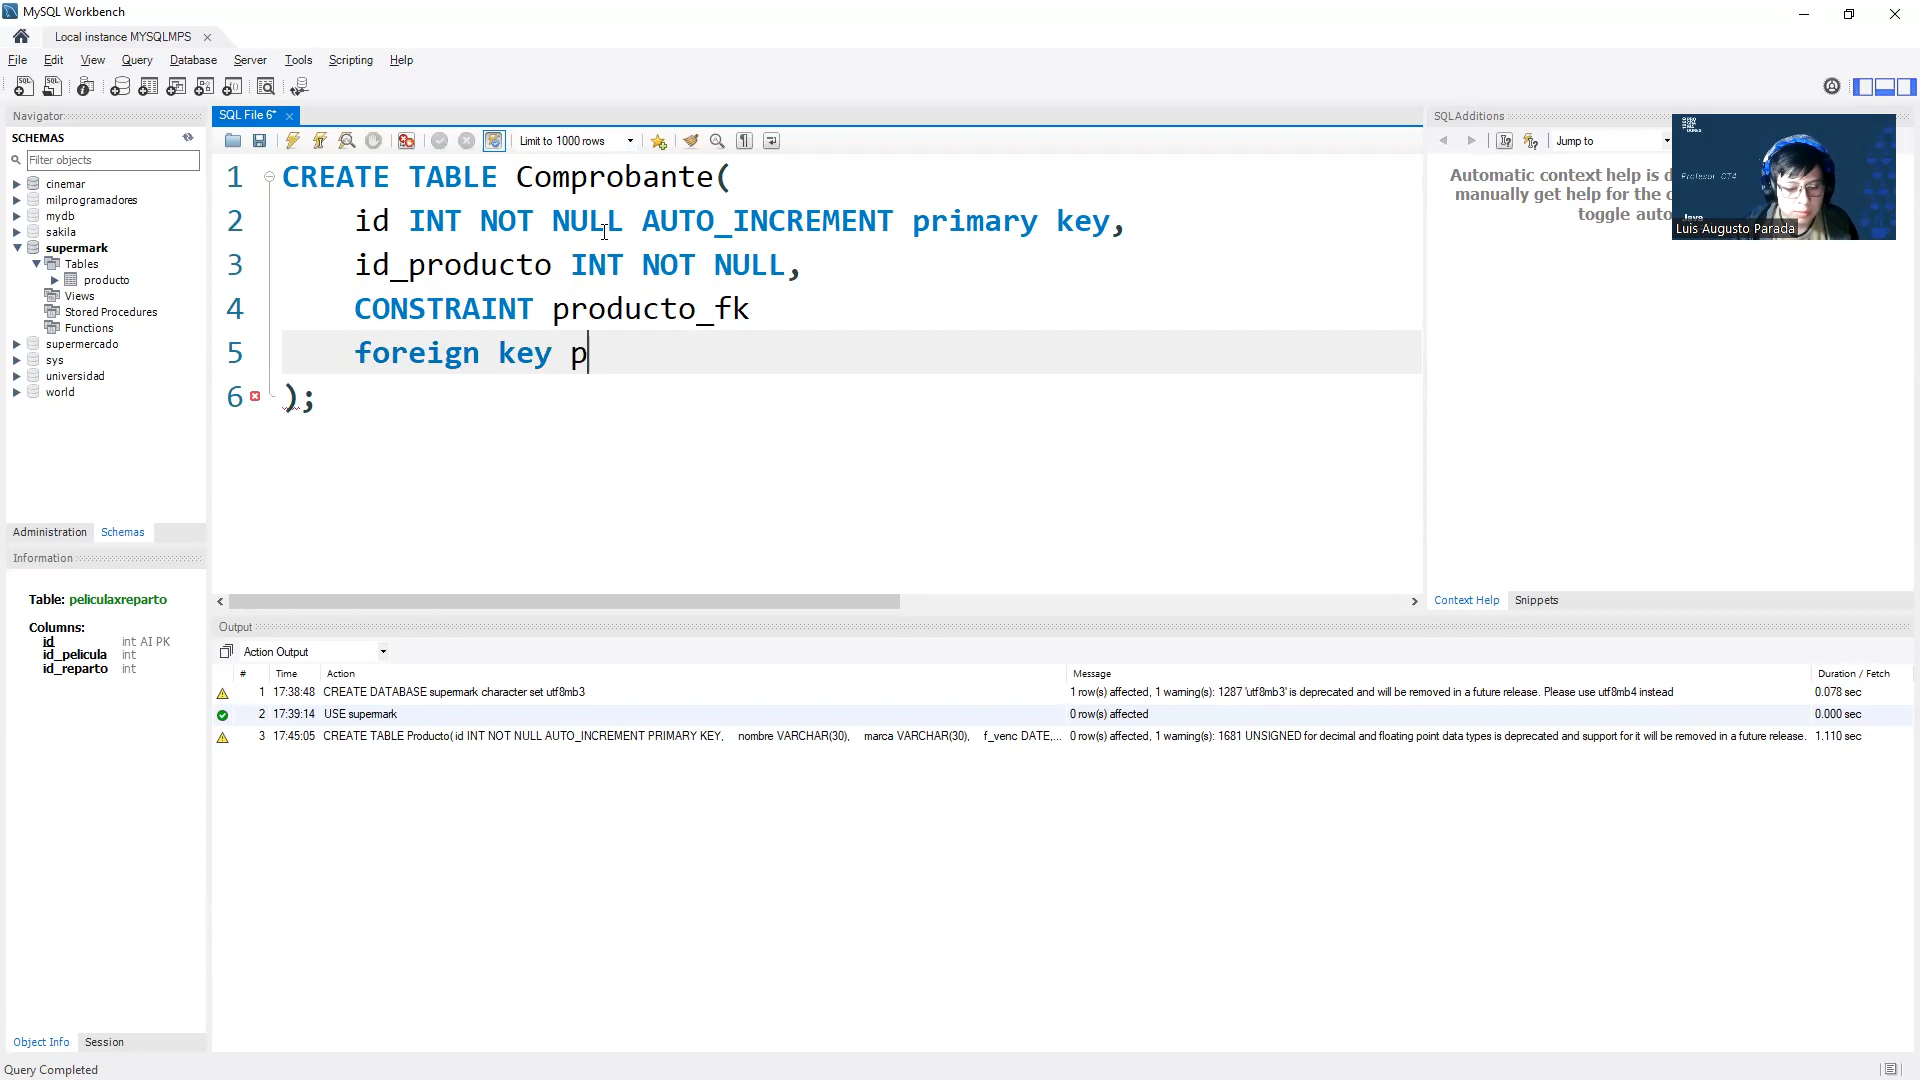 MySQL Workbench
Local instance MYSQLMPS
File Edit View Query Database Server Tools Scripting Help
Navigator
SCHEMAS
Filter objects
cinemar
milprogramadores
mydb
sakila
supermark
Tables
producto
Views
Stored Procedures
Functions
supermercado
sys
universidad
world
Administration Schemas
Information
Table: peliculaxreparto
Columns:
id int AI PK
id_pelicula int
id_reparto int
Object Info Session
Query Completed
SQL File 6*
Limit to 1000 rows
1 CREATE TABLE Comprobante(
2 id INT NOT NULL AUTO_INCREMENT primary key,
3 id_producto INT NOT NULL,
4 CONSTRAINT producto_fk
5 foreign key p
6 );
SQLAdditions
Jump to
Automatic context help is d
manually get help for the c
toggle auto
Profesor CT4
Java
Luis Augusto Parada
Context Help Snippets
Output
Action Output
# Time Action Message Duration / Fetch
1 17:38:48 CREATE DATABASE supermark character set utf8mb3 1 row(s) affected, 1 warning(s): 1287 'utf8mb3' is deprecated and will be removed in a future release. Please use utf8mb4 instead 0.078 sec
2 17:39:14 USE supermark 0 row(s) affected 0.000 sec
3 17:45:05 CREATE TABLE Producto( id INT NOT NULL AUTO_INCREMENT PRIMARY KEY, nombre VARCHAR(30), marca VARCHAR(30), f_venc DATE,... 0 row(s) affected, 1 warning(s): 1681 UNSIGNED for decimal and floating point data types is deprecated and support for it will be removed in a future release. 1.110 sec